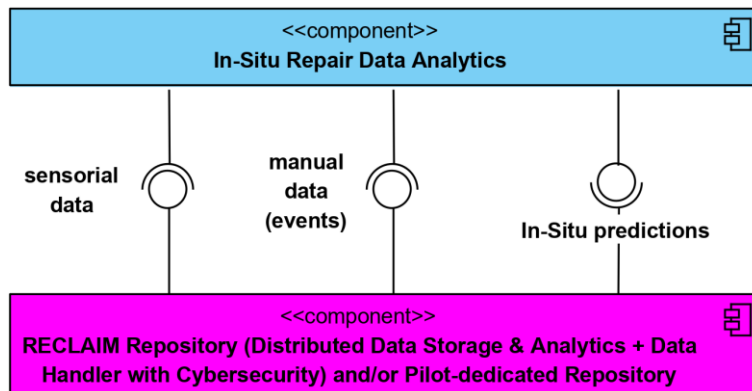 <<component>>
In-Situ Repair Data Analytics
sensorial
data
manual
data
(events)
In-Situ predictions
<<component>>
RECLAIM Repository (Distributed Data Storage & Analytics + Data
Handler with Cybersecurity) and/or Pilot-dedicated Repository